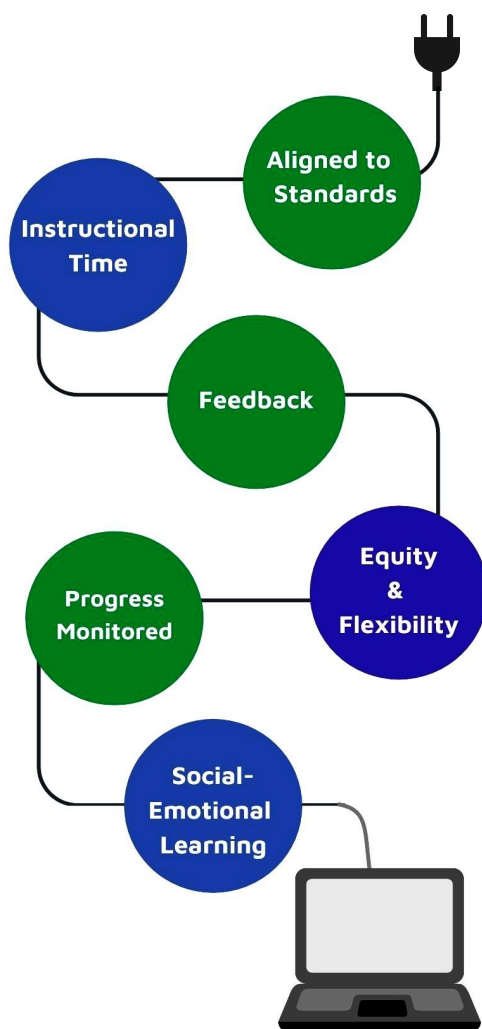 Aligned to
Standards
Instructional
Time
Feedback
Equity
&
Flexibility
Progress
Monitored
Social-
Emotional
Learning